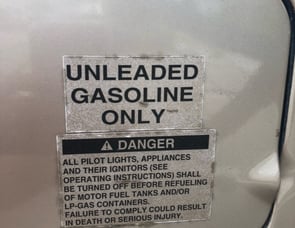 UNLEADED
GASOLINE
ONLY
DANGER
ALL PILOT LIGHTS, APPLIANCES
AND THEIR IGNITORS (SEE
OPERATING INSTRUCTIONS) SHALL
BE TURNED OFF BEFORE REFUELING
OF MOTOR FUEL TANKS AND/OR
LP-GAS CONTAINERS.
FAILURE TO COMPLY COULD RESULT
IN DEATH OR SERIOUS INJURY.